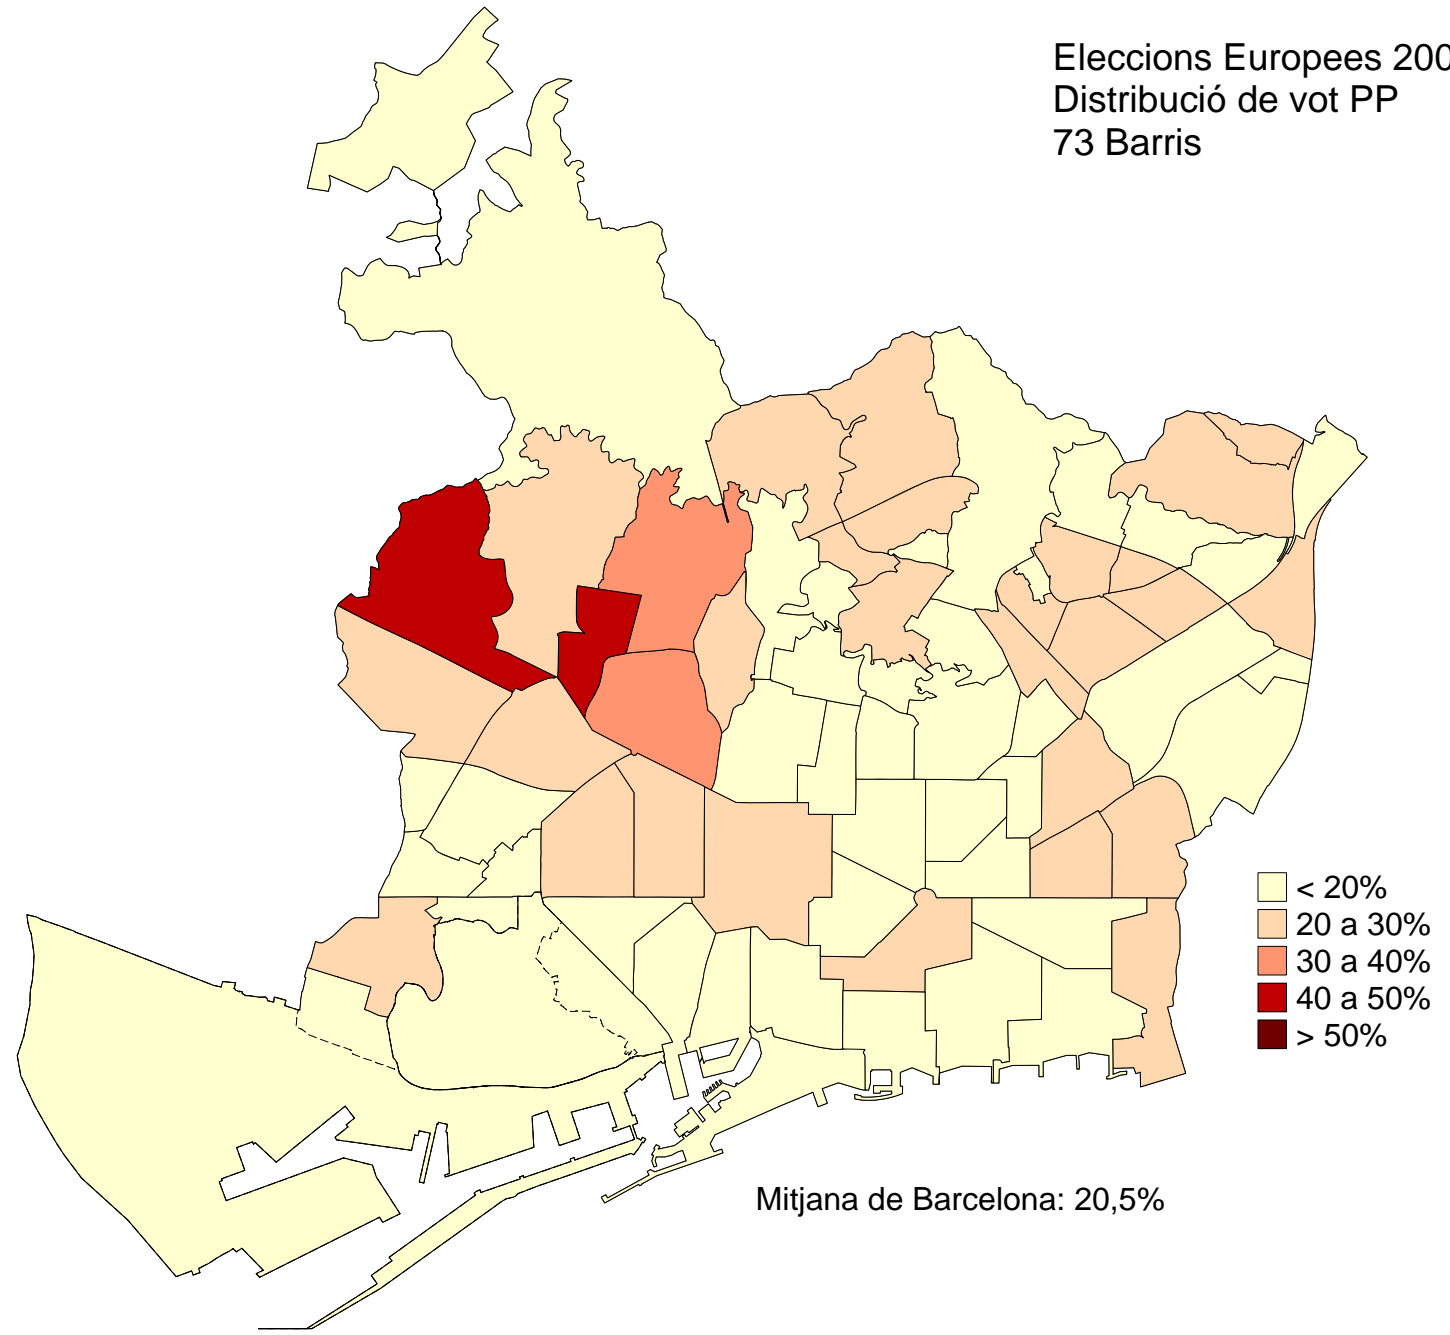 Eleccions Europees 200
Distribució de vot PP
73 Barris
< 20%
20 a 30%
30 a 40%
40 a 50%
> 50%
Mitjana de Barcelona: 20,5%